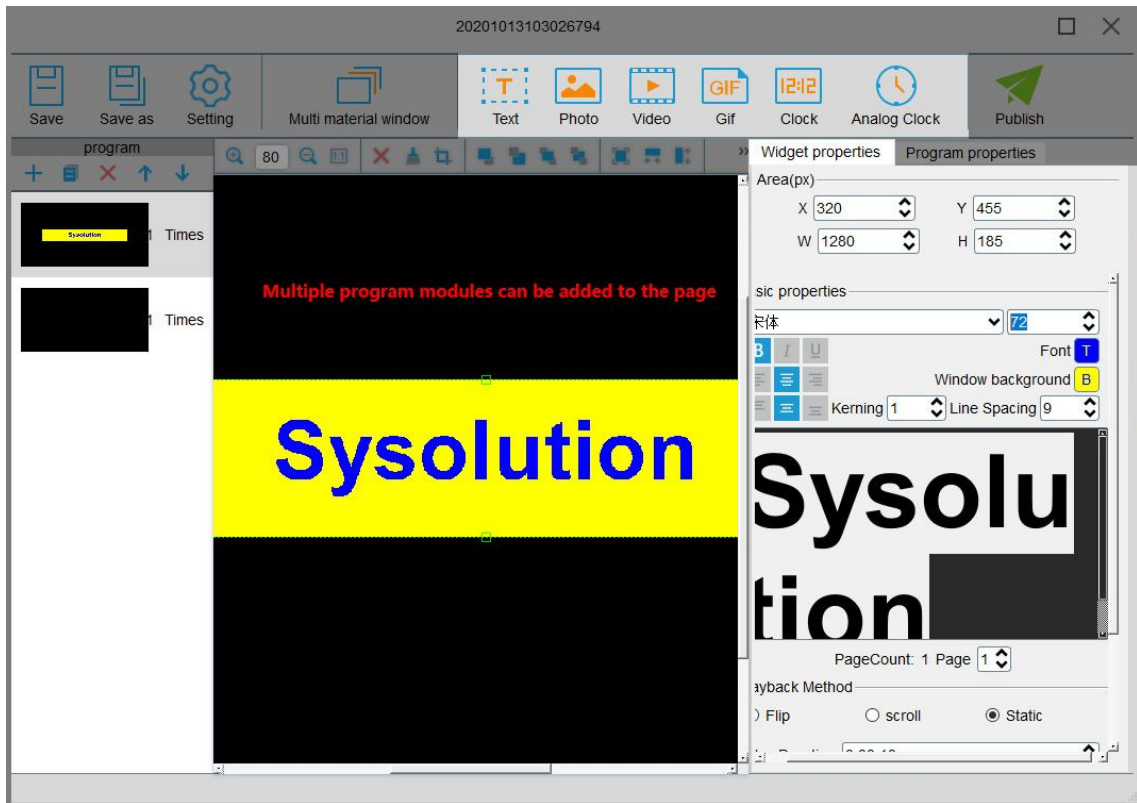 20201013103026794
Save Save as Setting Multi material window Text Photo Video Gif Clock Analog Clock Publish
T GIF 12:12
program
80 1:1 » Widget properties Program properties
Area(px)
X 320 Y 455
W 1280 H 185
Sysolution Times
Times
Multiple program modules can be added to the page
Sysolution
sic properties
宋体 72
B I U Font T
Window background B
Kerning 1 Line Spacing 9
Sysolu
tion
PageCount: 1 Page 1
ayback Method
Flip scroll Static